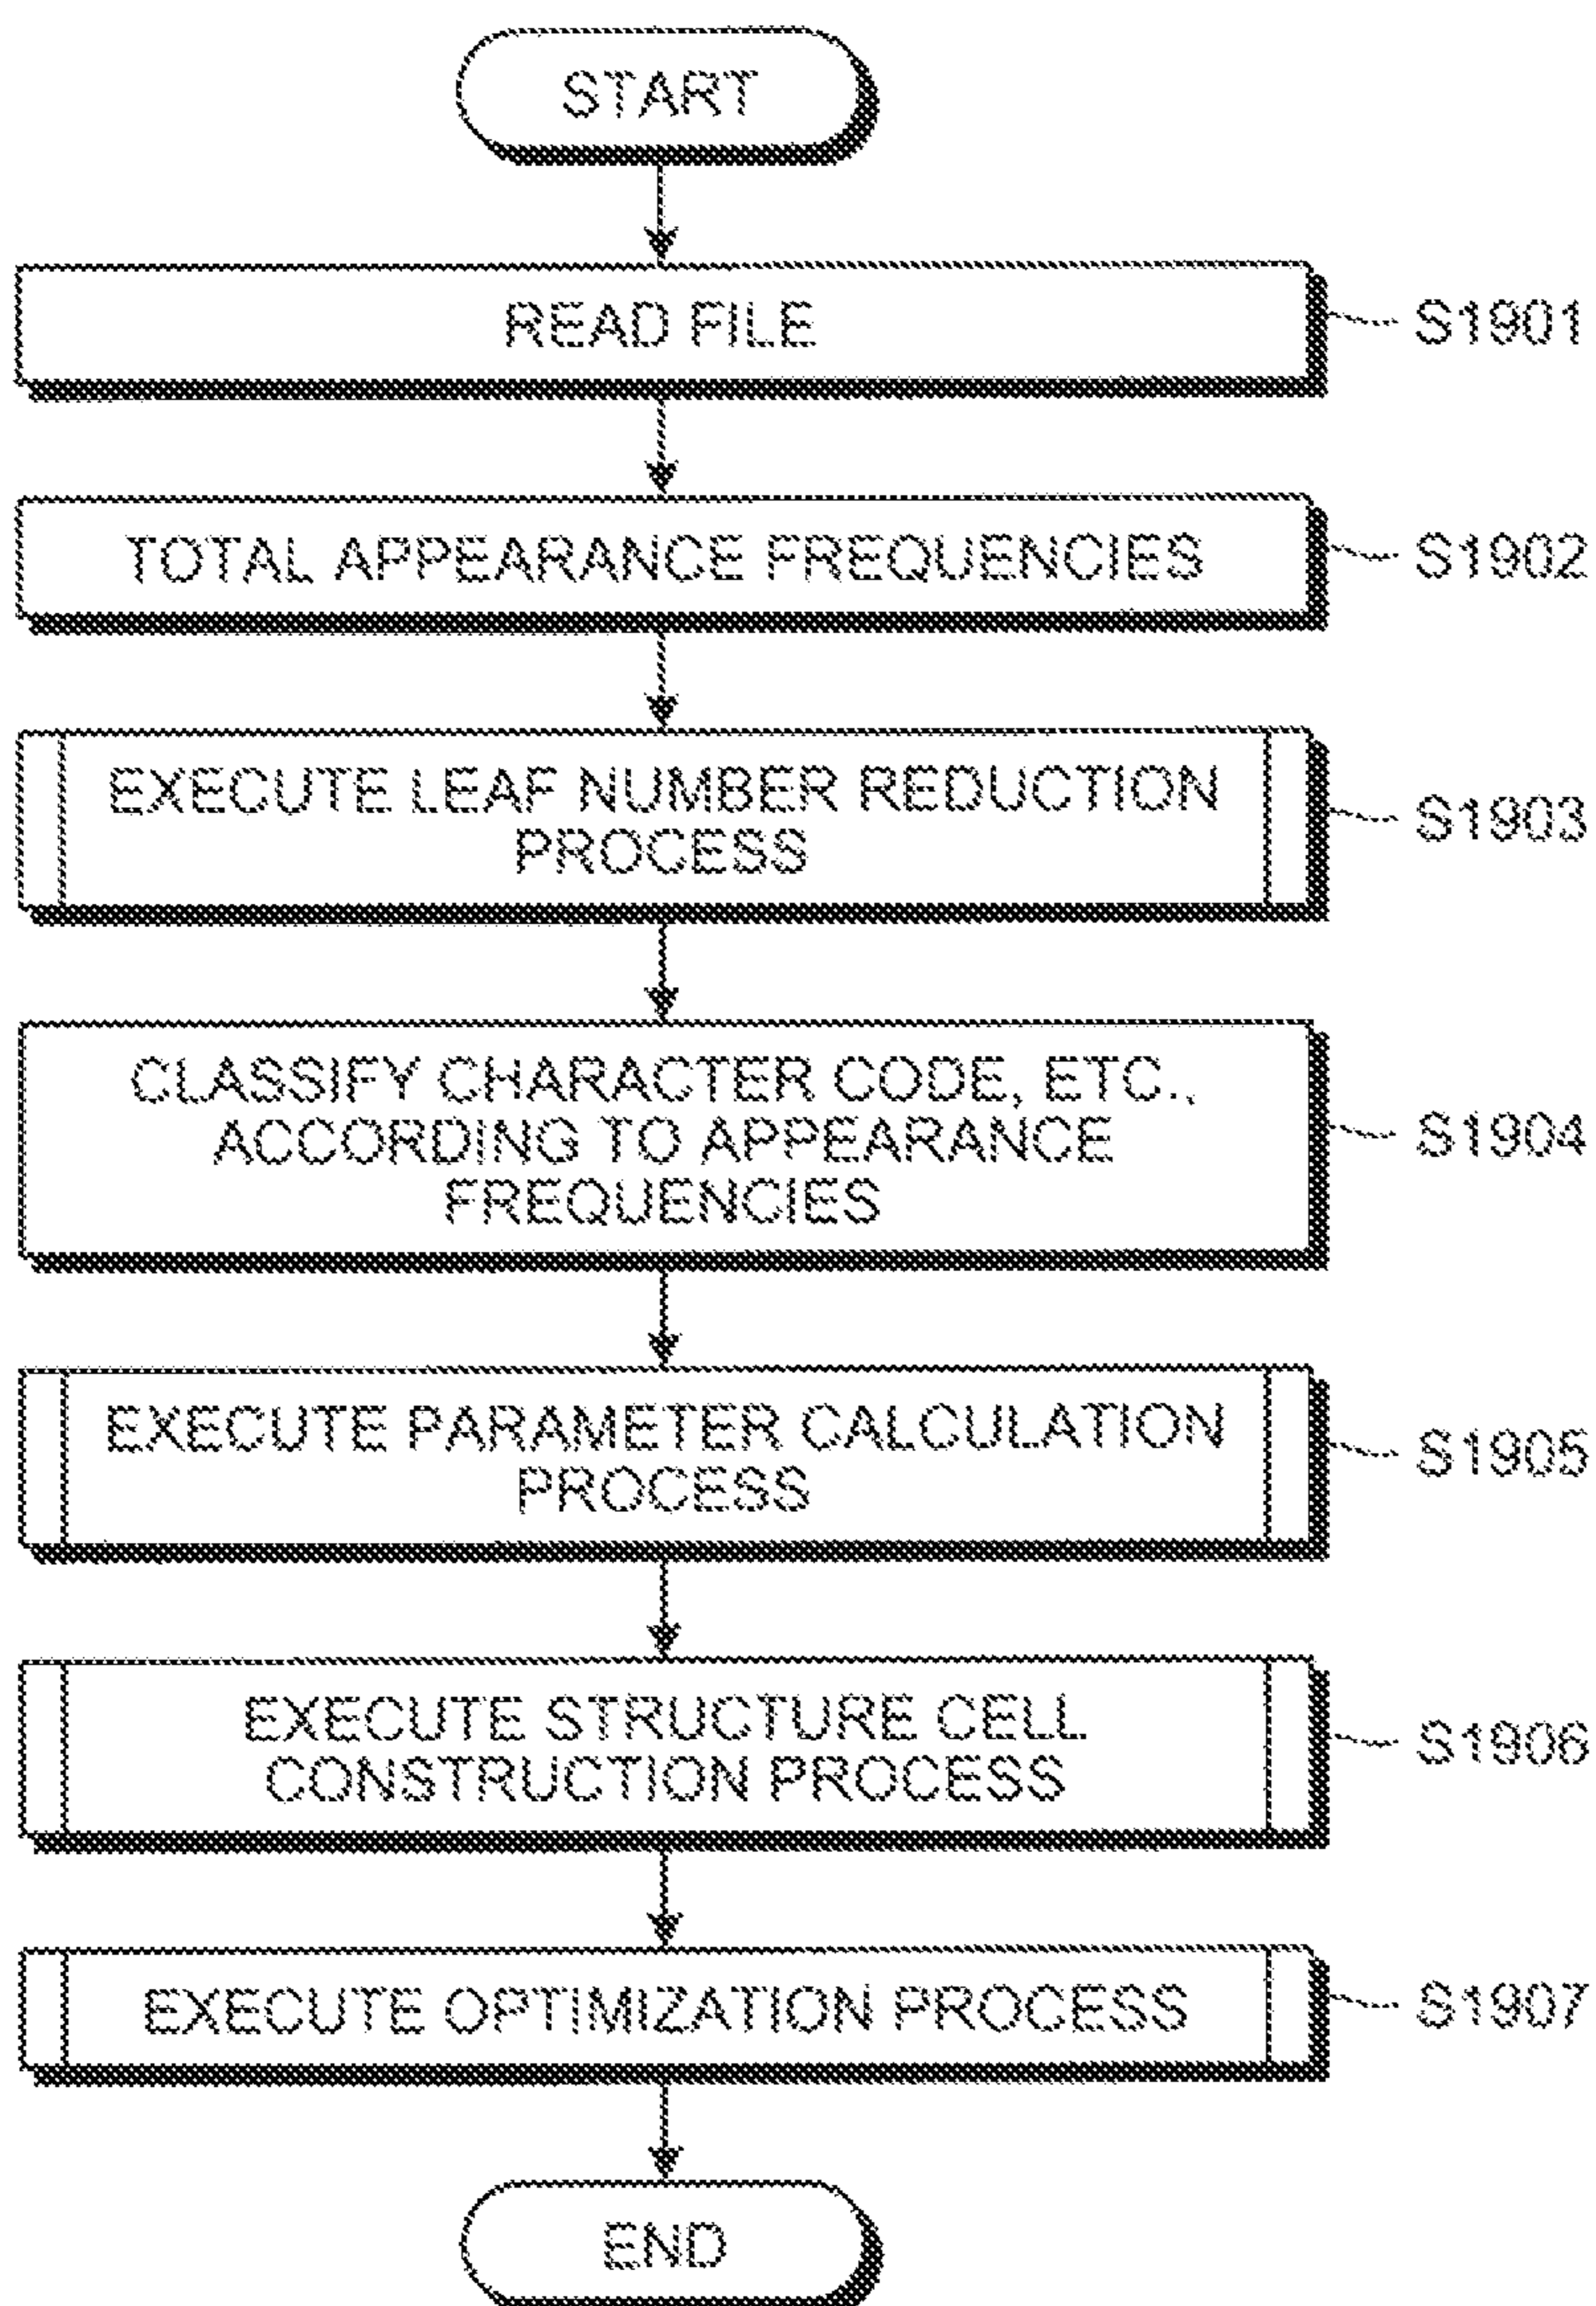 START
READ FILE
S1901
TOTAL APPEARANCE FREQUENCIES
S1902
EXECUTE LEAF NUMBER REDUCTION
PROCESS
S1903
CLASSIFY CHARACTER CODE, ETC.,
ACCORDING TO APPEARANCE
FREQUENCIES
S1904
EXECUTE PARAMETER CALCULATION
PROCESS
S1905
EXECUTE STRUCTURE CELL
CONSTRUCTION PROCESS
S1906
EXECUTE OPTIMIZATION PROCESS
S1907
END